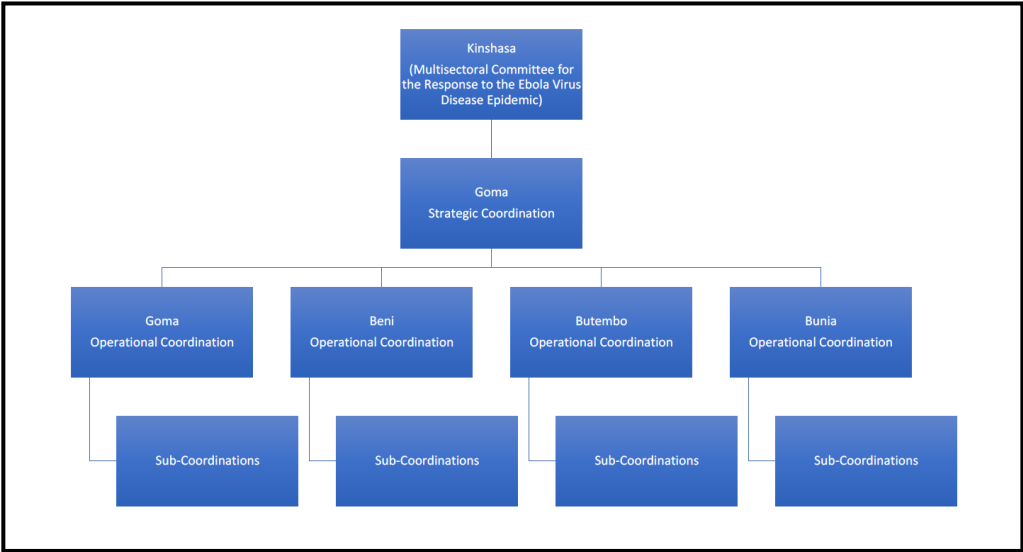 Kinshasa
(Multisectoral Committee for
the Response to the Ebola Virus
Disease Epidemic)
Goma
Strategic Coordination
Goma
Operational Coordination
Beni
Operational Coordination
Butembo
Operational Coordination
Bunia
Operational Coordination
Sub-Coordinations
Sub-Coordinations
Sub-Coordinations
Sub-Coordinations